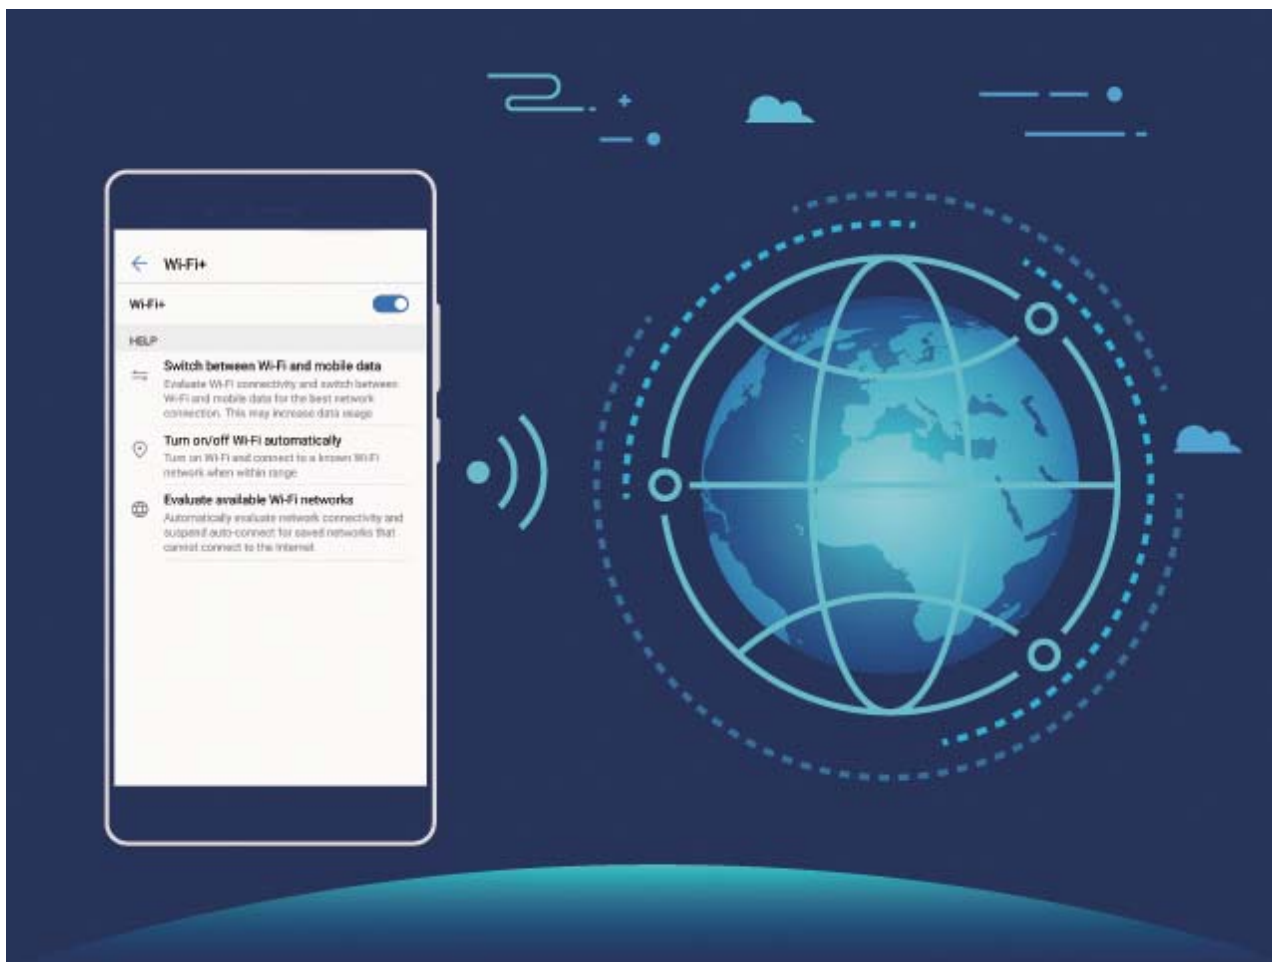 Wi-Fi+
Wi-Fi+
HELP
Switch between Wi-Fi and mobile data
Evaluate Wi-Fi connectivity and switch between
Wi-Fi and mobile data for the best network
connection. This may increase data usage
Turn on/off Wi-Fi automatically
Turn on Wi-Fi and connect to a known Wi-Fi
network when within range
Evaluate available Wi-Fi networks
Automatically evaluate network connectivity and
suspend auto-connect for saved networks that
cannot connect to the Internet